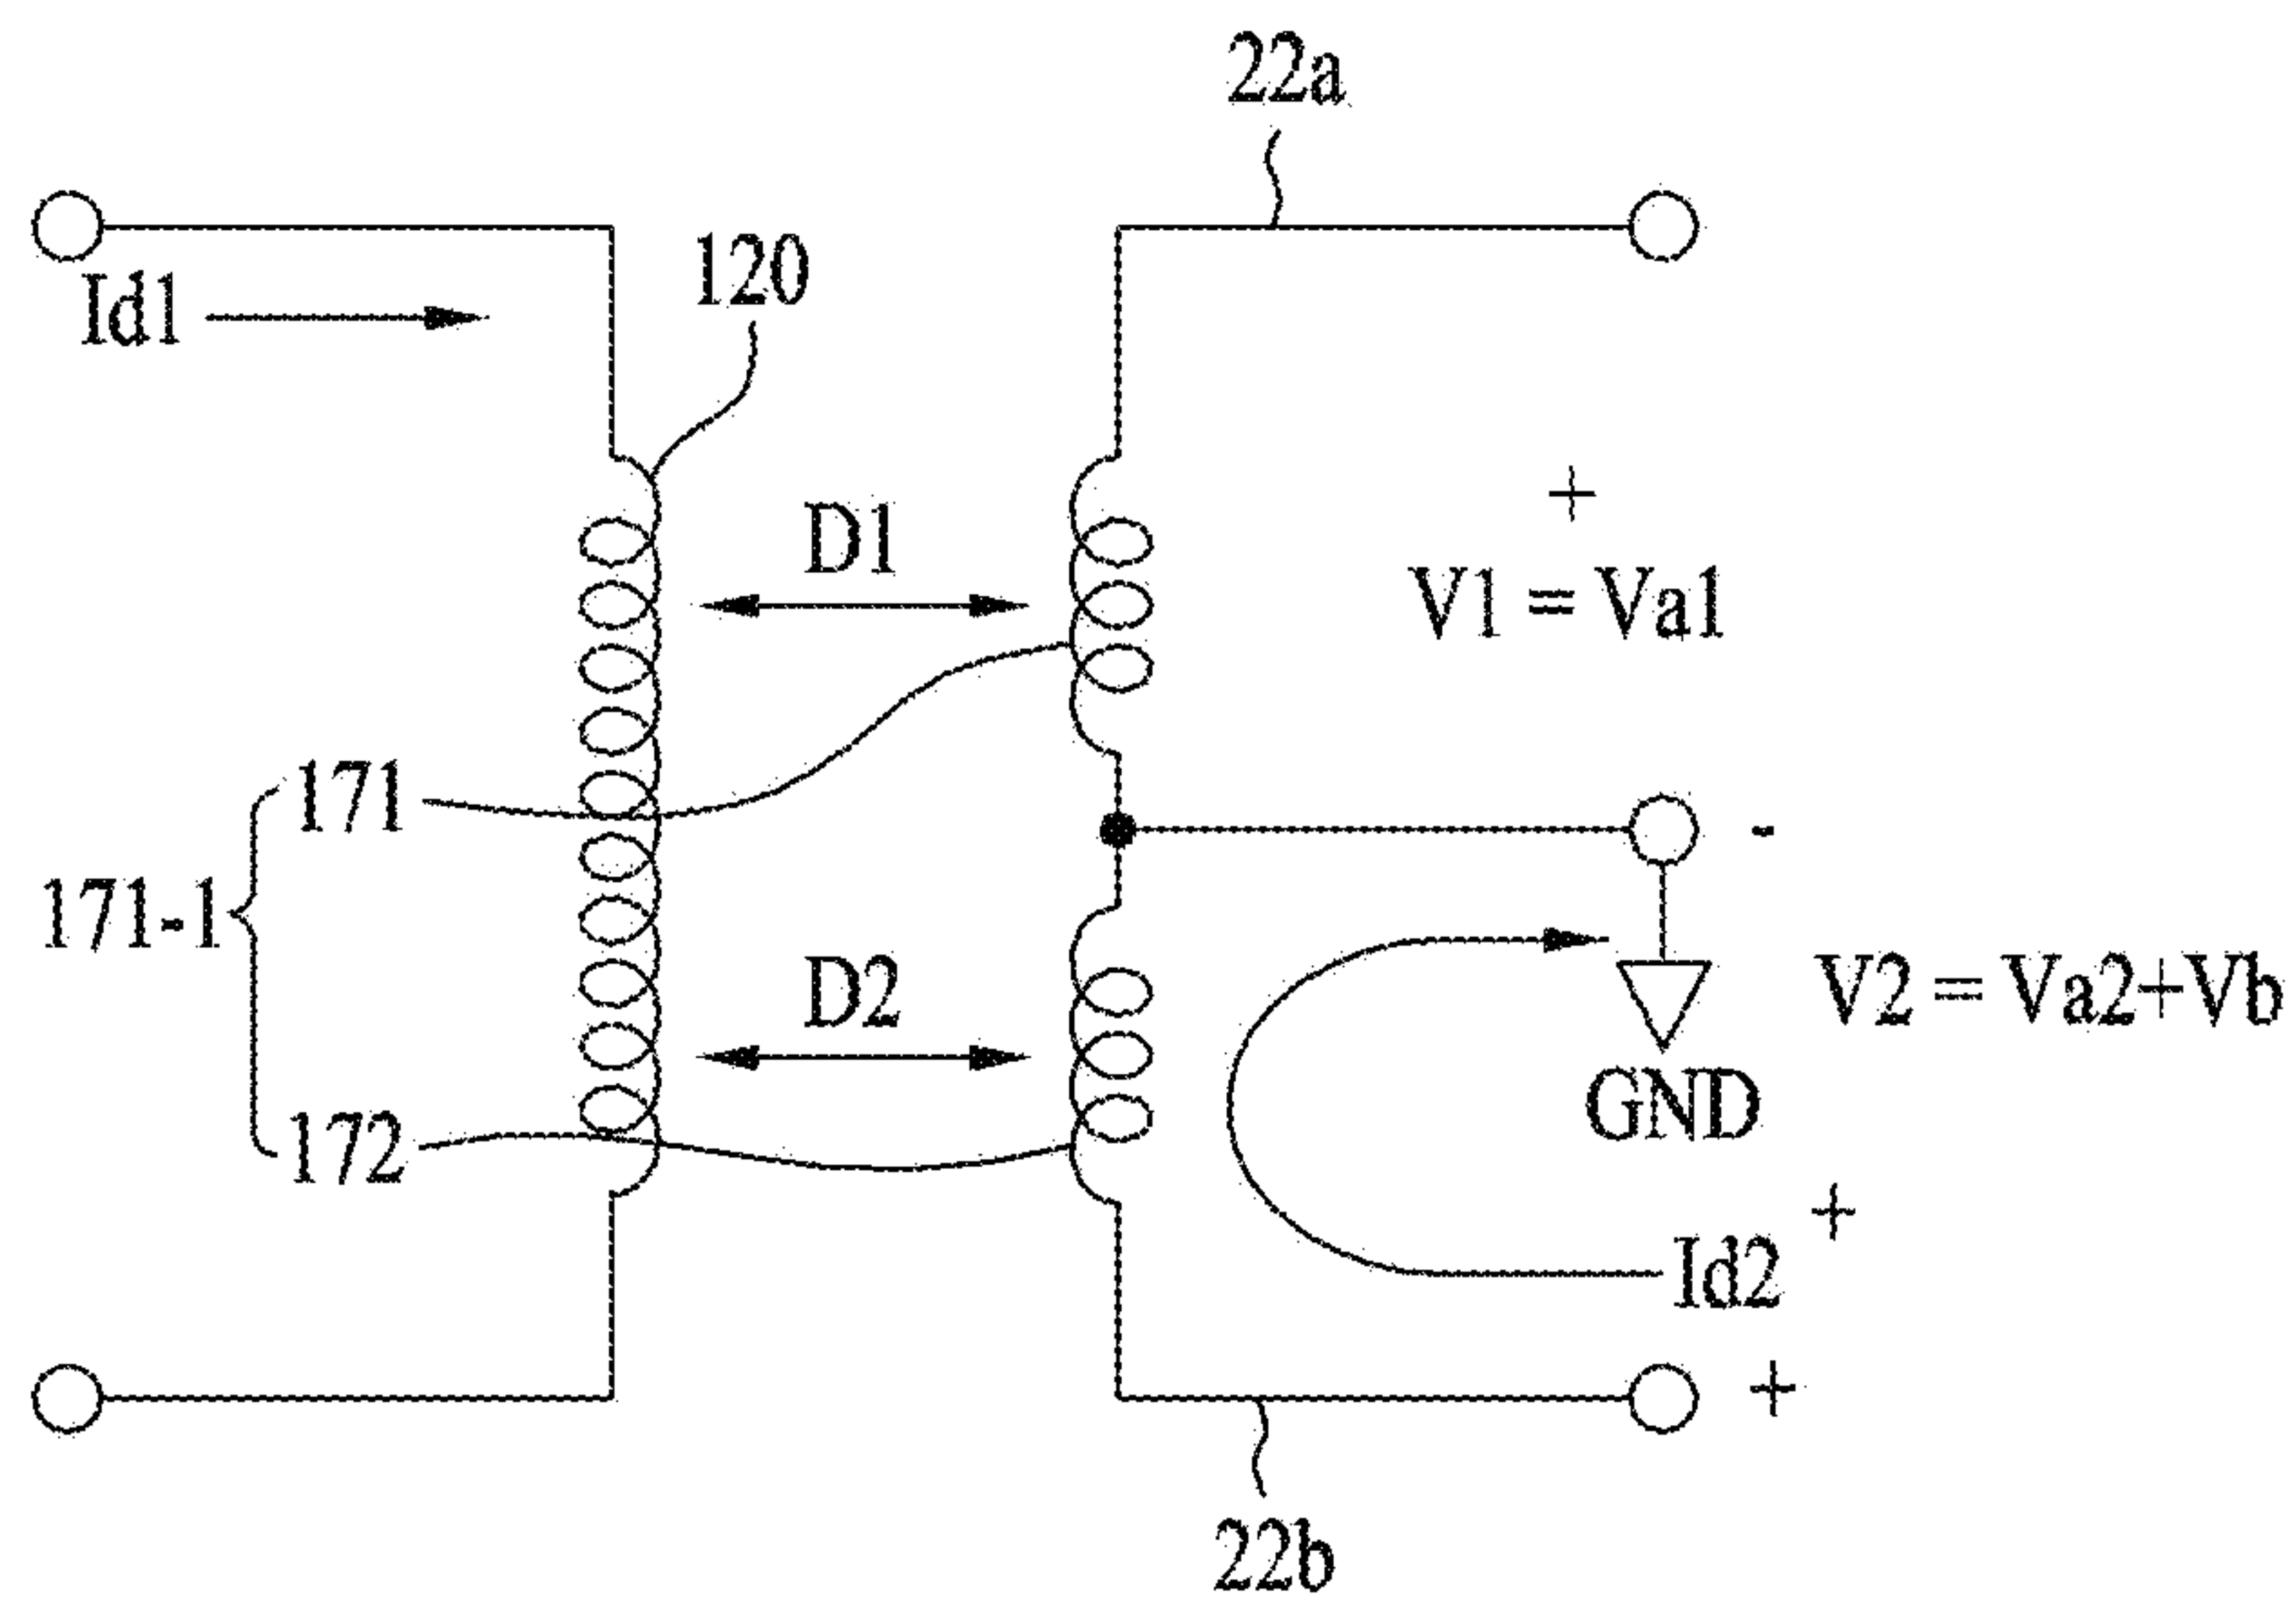 22a
120
Id1
D1
+
V1 = Va1
171
-
171-1
D2
V2 = Va2+Vb
GND
172
+
Id2
+
22b